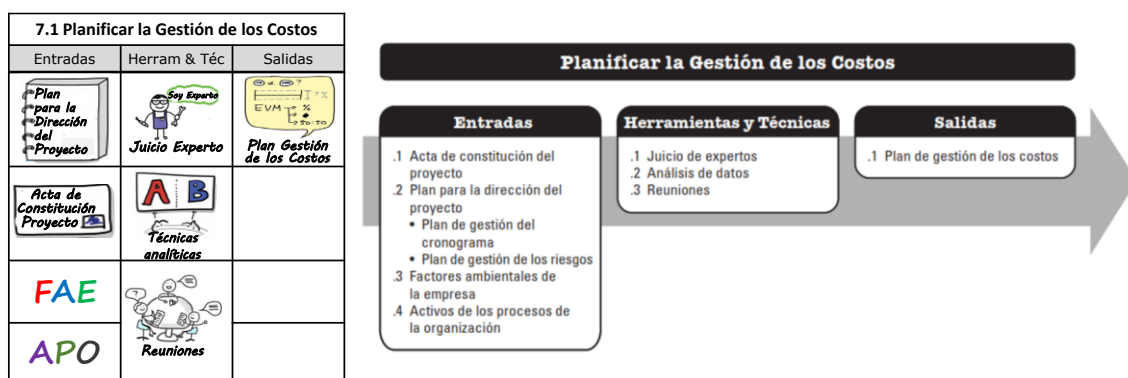 7.1 Planificar la Gestión de los Costos
Entradas
Herram & Téc
Salidas
Plan
para la
Dirección
del
Proyecto
Soy Experto
Juicio Experto
EVM
%
50:50
Plan Gestión
de los Costos
Acta de
Constitución
Proyecto
A B
Técnicas
analíticas
FAE
APO
Reuniones
Planificar la Gestión de los Costos
Entradas
.1 Acta de constitución del
proyecto
.2 Plan para la dirección del
proyecto
• Plan de gestión del
cronograma
• Plan de gestión de los riesgos
.3 Factores ambientales de
la empresa
.4 Activos de los procesos de
la organización
Herramientas y Técnicas
.1 Juicio de expertos
.2 Análisis de datos
.3 Reuniones
Salidas
.1 Plan de gestión de los costos